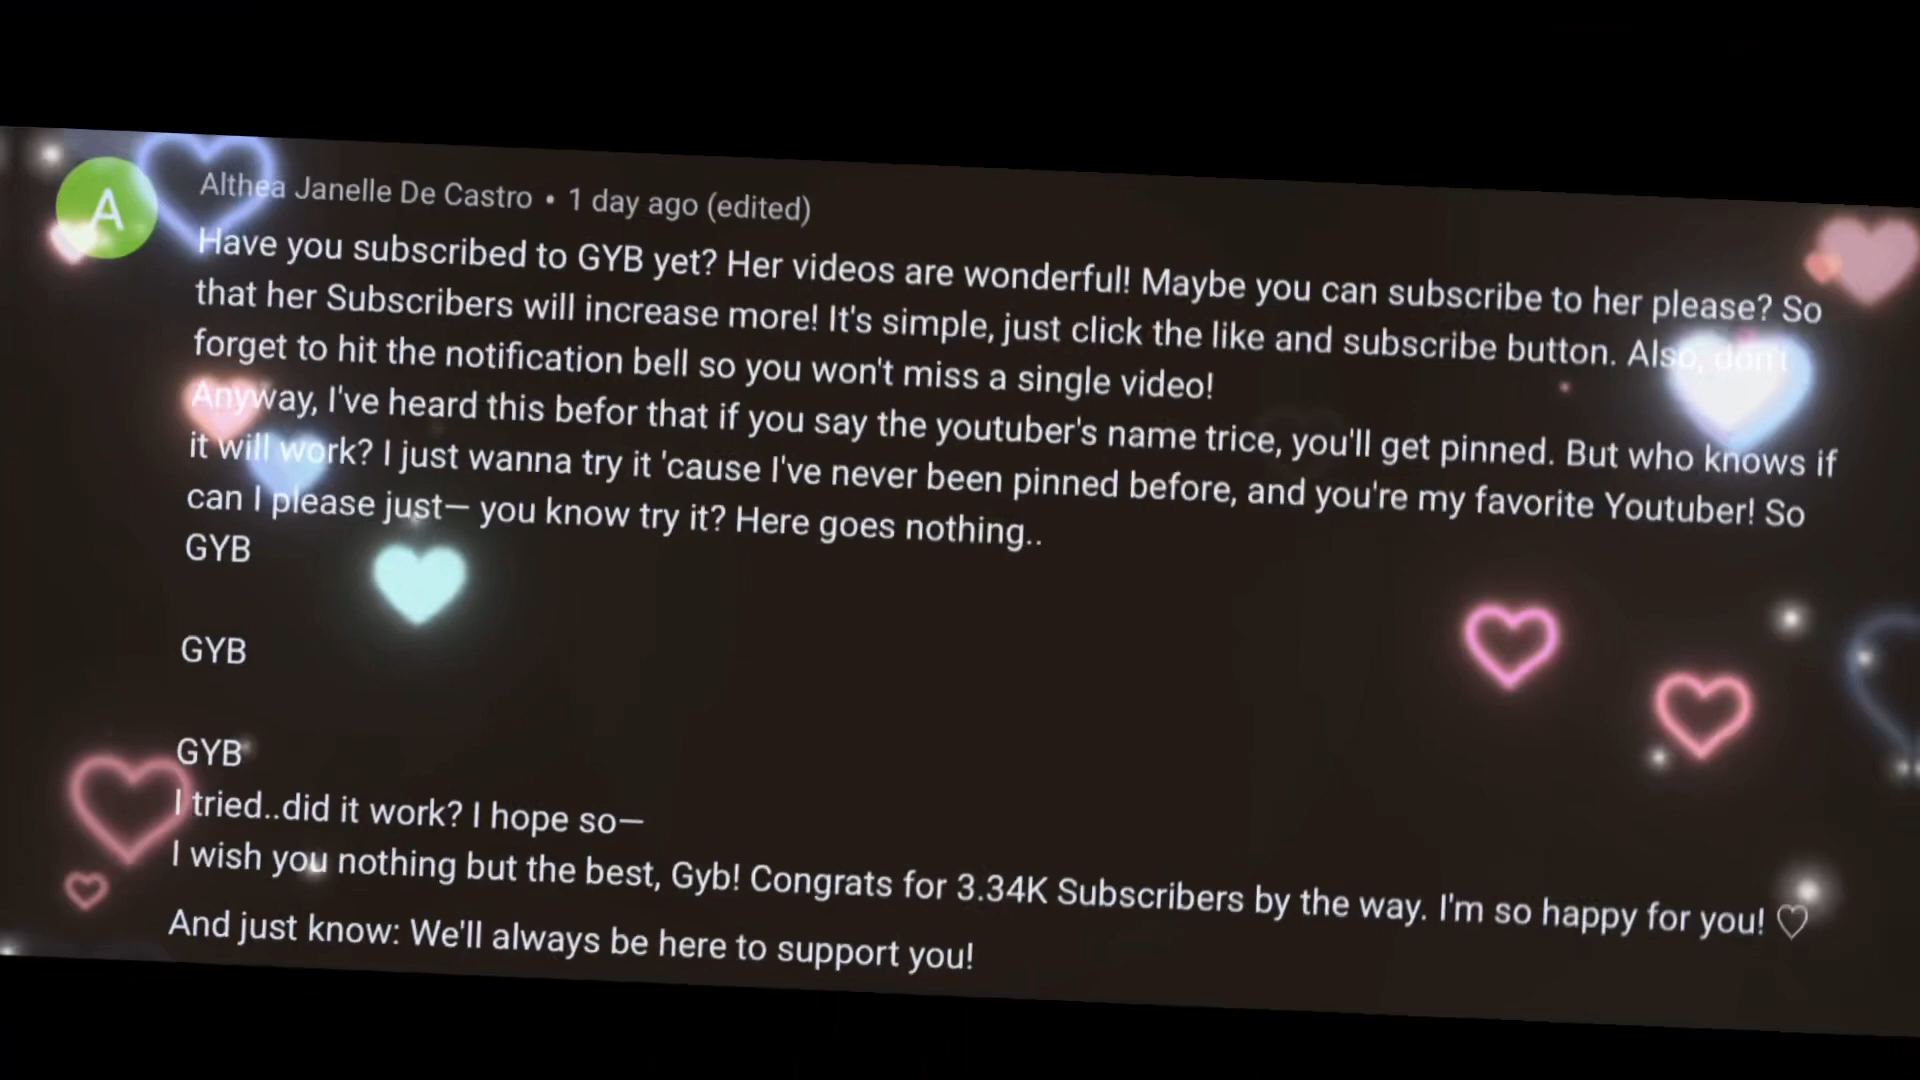 A
Althea Janelle De Castro • 1 day ago (edited)
Have you subscribed to GYB yet? Her videos are wonderful! Maybe you can subscribe to her please? So
that her Subscribers will increase more! It's simple, just click the like and subscribe button. Also, don't
forget to hit the notification bell so you won't miss a single video!
Anyway, I've heard this befor that if you say the youtuber's name trice, you'll get pinned. But who knows if
it will work? I just wanna try it 'cause I've never been pinned before, and you're my favorite Youtuber! So
can I please just— you know try it? Here goes nothing..
GYB
GYB
GYB
I tried..did it work? I hope so—
I wish you nothing but the best, Gyb! Congrats for 3.34K Subscribers by the way. I'm so happy for you! ♡
And just know: We'll always be here to support you!